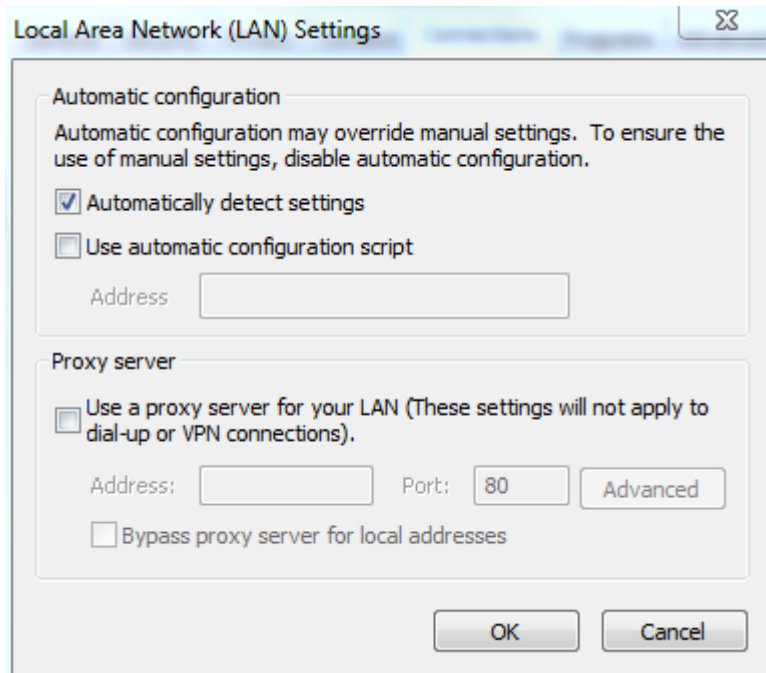 Local Area Network (LAN) Settings
Automatic configuration
Automatic configuration may override manual settings. To ensure the
use of manual settings, disable automatic configuration.
Automatically detect settings
Use automatic configuration script
Address
Proxy server
Use a proxy server for your LAN (These settings will not apply to
dial-up or VPN connections).
Address:
Port: 80
Advanced
Bypass proxy server for local addresses
OK
Cancel